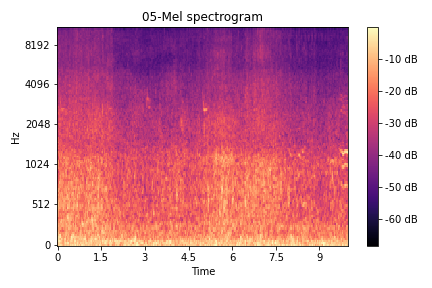 05-Mel spectrogram
8192
4096
2048
1024
512
0
Hz
0 1.5 3 4.5 6 7.5 9
Time
-10 dB
-20 dB
-30 dB
-40 dB
-50 dB
-60 dB